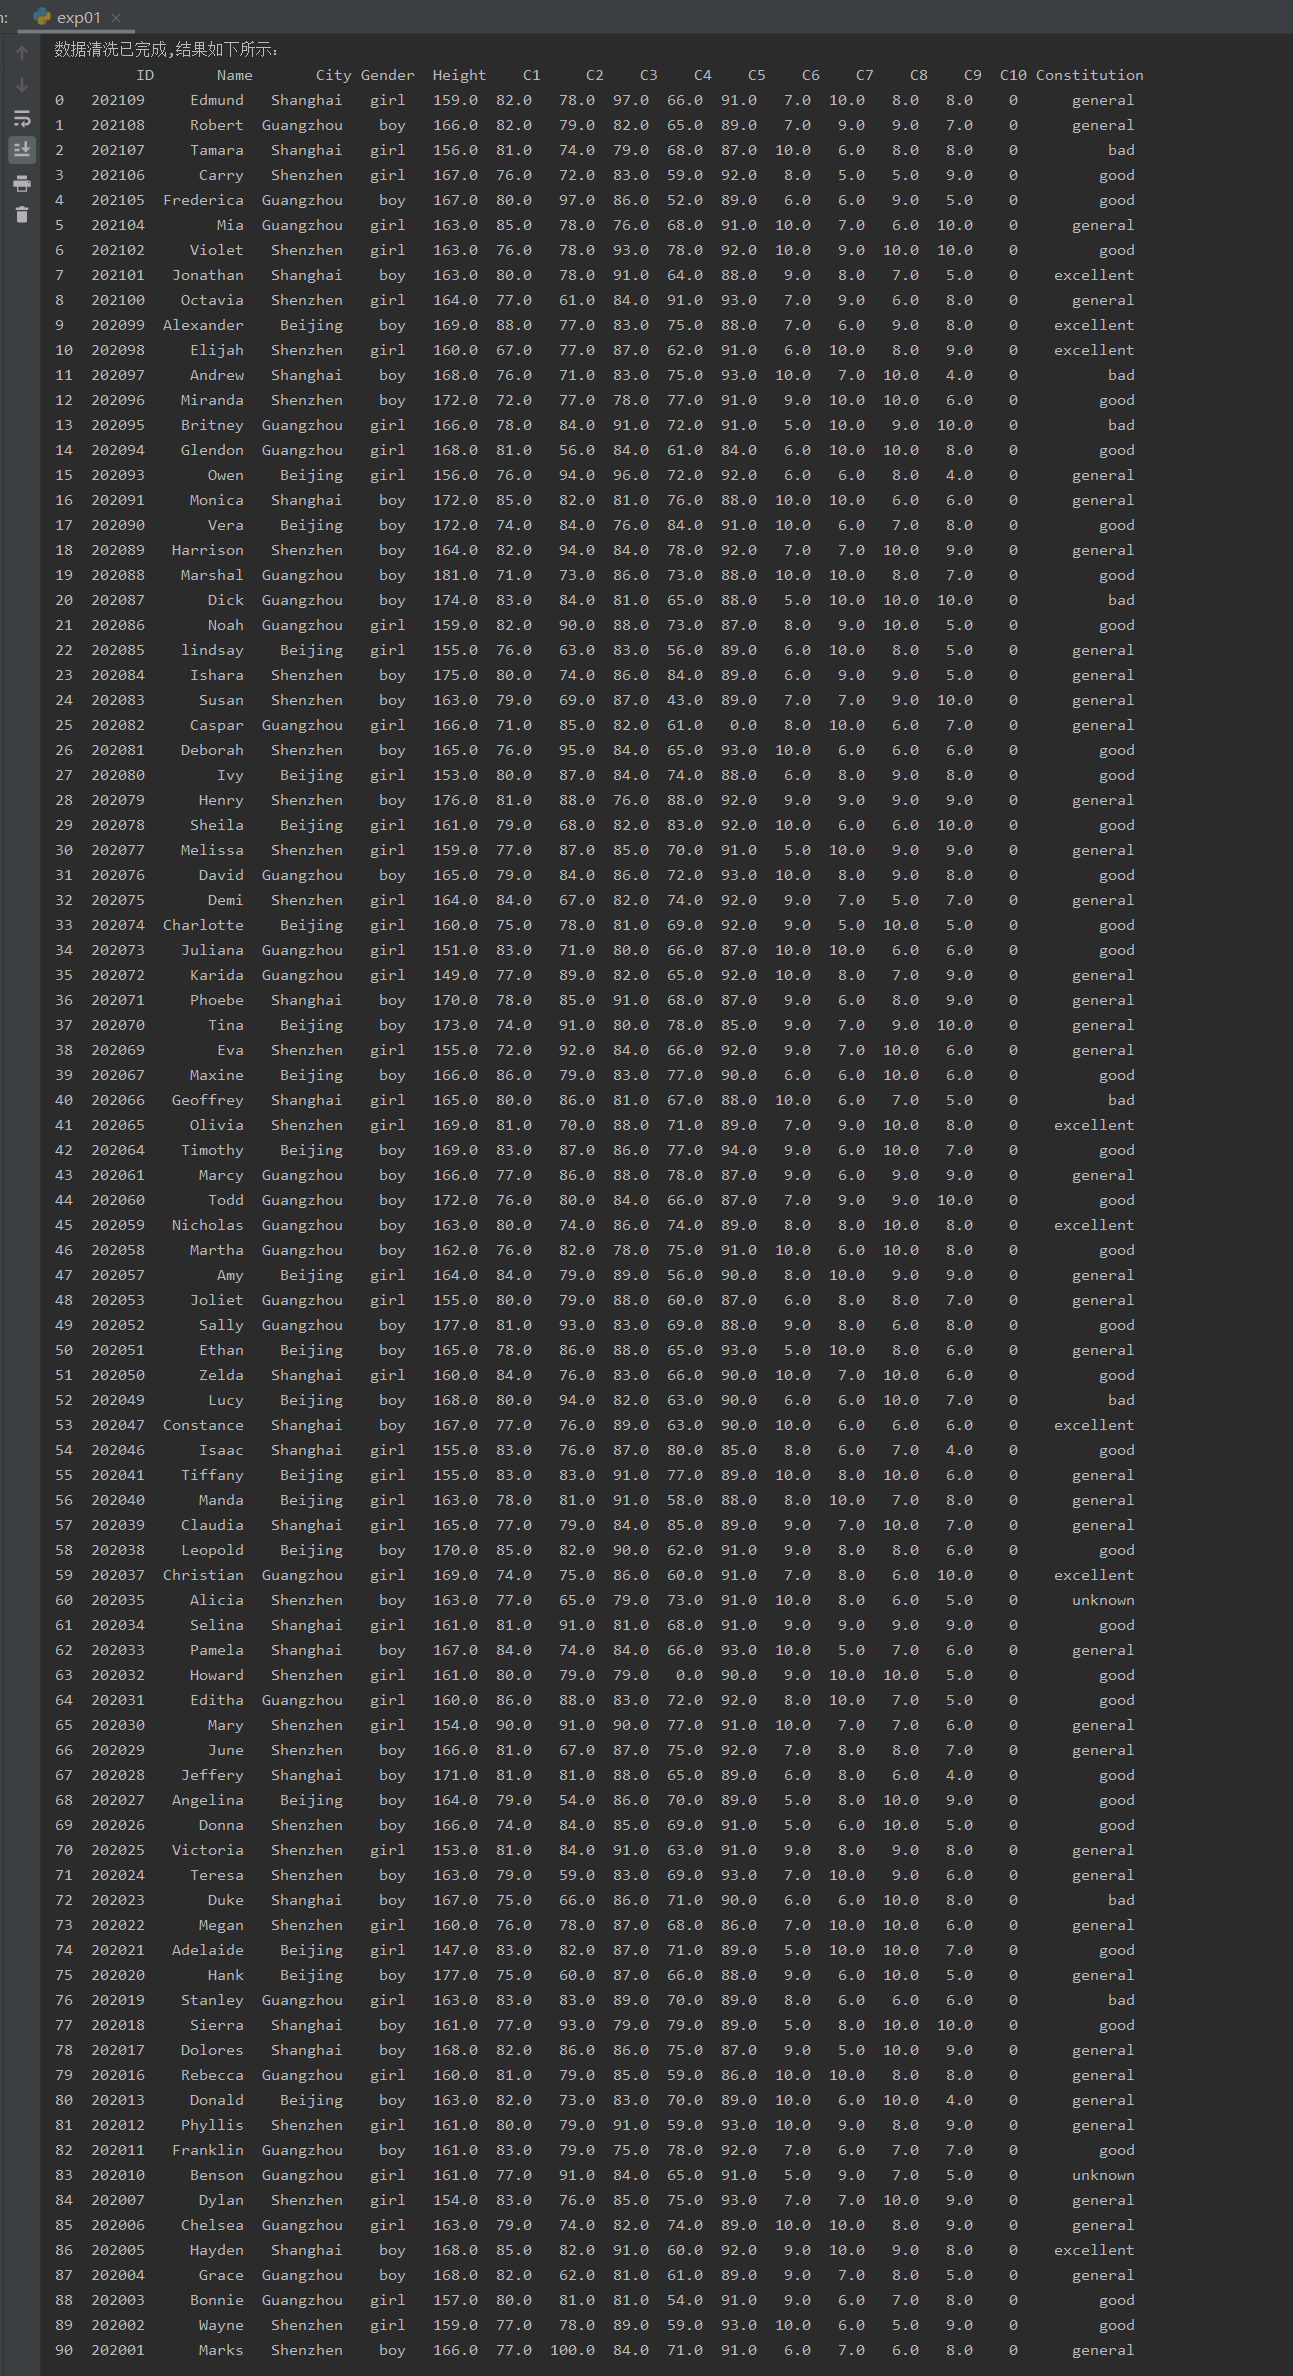 n: exp01 ×
数据清洗已完成,结果如下所示:
ID Name City Gender Height C1 C2 C3 C4 C5 C6 C7 C8 C9 C10 Constitution
0 202109 Edmund Shanghai girl 159.0 82.0 78.0 97.0 66.0 91.0 7.0 10.0 8.0 8.0 0 general
1 202108 Robert Guangzhou boy 166.0 82.0 79.0 82.0 65.0 89.0 7.0 9.0 9.0 7.0 0 general
2 202107 Tamara Shanghai girl 156.0 81.0 74.0 79.0 68.0 87.0 10.0 6.0 8.0 8.0 0 bad
3 202106 Carry Shenzhen girl 167.0 76.0 72.0 83.0 59.0 92.0 8.0 5.0 5.0 9.0 0 good
4 202105 Frederica Guangzhou boy 167.0 80.0 97.0 86.0 52.0 89.0 6.0 6.0 9.0 5.0 0 good
5 202104 Mia Guangzhou girl 163.0 85.0 78.0 76.0 68.0 91.0 10.0 7.0 6.0 10.0 0 general
6 202102 Violet Shenzhen girl 163.0 76.0 78.0 93.0 78.0 92.0 10.0 9.0 10.0 10.0 0 good
7 202101 Jonathan Shanghai boy 163.0 80.0 78.0 91.0 64.0 88.0 9.0 8.0 7.0 5.0 0 excellent
8 202100 Octavia Shenzhen girl 164.0 77.0 61.0 84.0 91.0 93.0 7.0 9.0 6.0 8.0 0 general
9 202099 Alexander Beijing boy 169.0 88.0 77.0 83.0 75.0 88.0 7.0 6.0 9.0 8.0 0 excellent
10 202098 Elijah Shenzhen girl 160.0 67.0 77.0 87.0 62.0 91.0 6.0 10.0 8.0 9.0 0 excellent
11 202097 Andrew Shanghai boy 168.0 76.0 71.0 83.0 75.0 93.0 10.0 7.0 10.0 4.0 0 bad
12 202096 Miranda Shenzhen boy 172.0 72.0 77.0 78.0 77.0 91.0 9.0 10.0 10.0 6.0 0 good
13 202095 Britney Guangzhou girl 166.0 78.0 84.0 91.0 72.0 91.0 5.0 10.0 9.0 10.0 0 bad
14 202094 Glendon Guangzhou girl 168.0 81.0 56.0 84.0 61.0 84.0 6.0 10.0 10.0 8.0 0 good
15 202093 Owen Beijing girl 156.0 76.0 94.0 96.0 72.0 92.0 6.0 6.0 8.0 4.0 0 general
16 202091 Monica Shanghai boy 172.0 85.0 82.0 81.0 76.0 88.0 10.0 10.0 6.0 6.0 0 general
17 202090 Vera Beijing boy 172.0 74.0 84.0 76.0 84.0 91.0 10.0 6.0 7.0 8.0 0 good
18 202089 Harrison Shenzhen boy 164.0 82.0 94.0 84.0 78.0 92.0 7.0 7.0 10.0 9.0 0 general
19 202088 Marshal Guangzhou boy 181.0 71.0 73.0 86.0 73.0 88.0 10.0 10.0 8.0 7.0 0 good
20 202087 Dick Guangzhou boy 174.0 83.0 84.0 81.0 65.0 88.0 5.0 10.0 10.0 10.0 0 bad
21 202086 Noah Guangzhou girl 159.0 82.0 90.0 88.0 73.0 87.0 8.0 9.0 10.0 5.0 0 good
22 202085 lindsay Beijing girl 155.0 76.0 63.0 83.0 56.0 89.0 6.0 10.0 8.0 5.0 0 general
23 202084 Ishara Shenzhen boy 175.0 80.0 74.0 86.0 84.0 89.0 6.0 9.0 9.0 5.0 0 general
24 202083 Susan Shenzhen boy 163.0 79.0 69.0 87.0 43.0 89.0 7.0 7.0 9.0 10.0 0 general
25 202082 Caspar Guangzhou girl 166.0 71.0 85.0 82.0 61.0 0.0 8.0 10.0 6.0 7.0 0 general
26 202081 Deborah Shenzhen boy 165.0 76.0 95.0 84.0 65.0 93.0 10.0 6.0 6.0 6.0 0 good
27 202080 Ivy Beijing girl 153.0 80.0 87.0 84.0 74.0 88.0 6.0 8.0 9.0 8.0 0 good
28 202079 Henry Shenzhen boy 176.0 81.0 88.0 76.0 88.0 92.0 9.0 9.0 9.0 9.0 0 general
29 202078 Sheila Beijing girl 161.0 79.0 68.0 82.0 83.0 92.0 10.0 6.0 6.0 10.0 0 good
30 202077 Melissa Shenzhen girl 159.0 77.0 87.0 85.0 70.0 91.0 5.0 10.0 9.0 9.0 0 general
31 202076 David Guangzhou boy 165.0 79.0 84.0 86.0 72.0 93.0 10.0 8.0 9.0 8.0 0 good
32 202075 Demi Shenzhen girl 164.0 84.0 67.0 82.0 74.0 92.0 9.0 7.0 5.0 7.0 0 general
33 202074 Charlotte Beijing girl 160.0 75.0 78.0 81.0 69.0 92.0 9.0 5.0 10.0 5.0 0 good
34 202073 Juliana Guangzhou girl 151.0 83.0 71.0 80.0 66.0 87.0 10.0 10.0 6.0 6.0 0 good
35 202072 Karida Guangzhou girl 149.0 77.0 89.0 82.0 65.0 92.0 10.0 8.0 7.0 9.0 0 general
36 202071 Phoebe Shanghai boy 170.0 78.0 85.0 91.0 68.0 87.0 9.0 6.0 8.0 9.0 0 general
37 202070 Tina Beijing boy 173.0 74.0 91.0 80.0 78.0 85.0 9.0 7.0 9.0 10.0 0 general
38 202069 Eva Shenzhen girl 155.0 72.0 92.0 84.0 66.0 92.0 9.0 7.0 10.0 6.0 0 general
39 202067 Maxine Beijing boy 166.0 86.0 79.0 83.0 77.0 90.0 6.0 6.0 10.0 6.0 0 good
40 202066 Geoffrey Shanghai girl 165.0 80.0 86.0 81.0 67.0 88.0 10.0 6.0 7.0 5.0 0 bad
41 202065 Olivia Shenzhen girl 169.0 81.0 70.0 88.0 71.0 89.0 7.0 9.0 10.0 8.0 0 excellent
42 202064 Timothy Beijing boy 169.0 83.0 87.0 86.0 77.0 94.0 9.0 6.0 10.0 7.0 0 good
43 202061 Marcy Guangzhou boy 166.0 77.0 86.0 88.0 78.0 87.0 9.0 6.0 9.0 9.0 0 general
44 202060 Todd Guangzhou boy 172.0 76.0 80.0 84.0 66.0 87.0 7.0 9.0 9.0 10.0 0 good
45 202059 Nicholas Guangzhou boy 163.0 80.0 74.0 86.0 74.0 89.0 8.0 8.0 10.0 8.0 0 excellent
46 202058 Martha Guangzhou boy 162.0 76.0 82.0 78.0 75.0 91.0 10.0 6.0 10.0 8.0 0 good
47 202057 Amy Beijing girl 164.0 84.0 79.0 89.0 56.0 90.0 8.0 10.0 9.0 9.0 0 general
48 202053 Joliet Guangzhou girl 155.0 80.0 79.0 88.0 60.0 87.0 6.0 8.0 8.0 7.0 0 general
49 202052 Sally Guangzhou boy 177.0 81.0 93.0 83.0 69.0 88.0 9.0 8.0 6.0 8.0 0 good
50 202051 Ethan Beijing boy 165.0 78.0 86.0 88.0 65.0 93.0 5.0 10.0 8.0 6.0 0 general
51 202050 Zelda Shanghai girl 160.0 84.0 76.0 83.0 66.0 90.0 10.0 7.0 10.0 6.0 0 good
52 202049 Lucy Beijing boy 168.0 80.0 94.0 82.0 63.0 90.0 6.0 6.0 10.0 7.0 0 bad
53 202047 Constance Shanghai boy 167.0 77.0 76.0 89.0 63.0 90.0 10.0 6.0 6.0 6.0 0 excellent
54 202046 Isaac Shanghai girl 155.0 83.0 76.0 87.0 80.0 85.0 8.0 6.0 7.0 4.0 0 good
55 202041 Tiffany Beijing girl 155.0 83.0 83.0 91.0 77.0 89.0 10.0 8.0 10.0 6.0 0 general
56 202040 Manda Beijing girl 163.0 78.0 81.0 91.0 58.0 88.0 8.0 10.0 7.0 8.0 0 general
57 202039 Claudia Shanghai girl 165.0 77.0 79.0 84.0 85.0 89.0 9.0 7.0 10.0 7.0 0 general
58 202038 Leopold Beijing boy 170.0 85.0 82.0 90.0 62.0 91.0 9.0 8.0 8.0 6.0 0 good
59 202037 Christian Guangzhou girl 169.0 74.0 75.0 86.0 60.0 91.0 7.0 8.0 6.0 10.0 0 excellent
60 202035 Alicia Shenzhen boy 163.0 77.0 65.0 79.0 73.0 91.0 10.0 8.0 6.0 5.0 0 unknown
61 202034 Selina Shanghai girl 161.0 81.0 91.0 81.0 68.0 91.0 9.0 9.0 9.0 9.0 0 good
62 202033 Pamela Shanghai boy 167.0 84.0 74.0 84.0 66.0 93.0 10.0 5.0 7.0 6.0 0 general
63 202032 Howard Shenzhen girl 161.0 80.0 79.0 79.0 0.0 90.0 9.0 10.0 10.0 5.0 0 good
64 202031 Editha Guangzhou girl 160.0 86.0 88.0 83.0 72.0 92.0 8.0 10.0 7.0 5.0 0 good
65 202030 Mary Shenzhen girl 154.0 90.0 91.0 90.0 77.0 91.0 10.0 7.0 7.0 6.0 0 general
66 202029 June Shenzhen boy 166.0 81.0 67.0 87.0 75.0 92.0 7.0 8.0 8.0 7.0 0 general
67 202028 Jeffery Shanghai boy 171.0 81.0 81.0 88.0 65.0 89.0 6.0 8.0 6.0 4.0 0 good
68 202027 Angelina Beijing boy 164.0 79.0 54.0 86.0 70.0 89.0 5.0 8.0 10.0 9.0 0 good
69 202026 Donna Shenzhen boy 166.0 74.0 84.0 85.0 69.0 91.0 5.0 6.0 10.0 5.0 0 good
70 202025 Victoria Shenzhen girl 153.0 81.0 84.0 91.0 63.0 91.0 9.0 8.0 9.0 8.0 0 general
71 202024 Teresa Shenzhen boy 163.0 79.0 59.0 83.0 69.0 93.0 7.0 10.0 9.0 6.0 0 general
72 202023 Duke Shanghai boy 167.0 75.0 66.0 86.0 71.0 90.0 6.0 6.0 10.0 8.0 0 bad
73 202022 Megan Shenzhen girl 160.0 76.0 78.0 87.0 68.0 86.0 7.0 10.0 10.0 6.0 0 general
74 202021 Adelaide Beijing girl 147.0 83.0 82.0 87.0 71.0 89.0 5.0 10.0 10.0 7.0 0 good
75 202020 Hank Beijing boy 177.0 75.0 60.0 87.0 66.0 88.0 9.0 6.0 10.0 5.0 0 general
76 202019 Stanley Guangzhou girl 163.0 83.0 83.0 89.0 70.0 89.0 8.0 6.0 6.0 6.0 0 bad
77 202018 Sierra Shanghai boy 161.0 77.0 93.0 79.0 79.0 89.0 5.0 8.0 10.0 10.0 0 good
78 202017 Dolores Shanghai boy 168.0 82.0 86.0 86.0 75.0 87.0 9.0 5.0 10.0 9.0 0 general
79 202016 Rebecca Guangzhou girl 160.0 81.0 79.0 85.0 59.0 86.0 10.0 10.0 8.0 8.0 0 general
80 202013 Donald Beijing boy 163.0 82.0 73.0 83.0 70.0 89.0 10.0 6.0 10.0 4.0 0 general
81 202012 Phyllis Shenzhen girl 161.0 80.0 79.0 91.0 59.0 93.0 10.0 9.0 8.0 9.0 0 general
82 202011 Franklin Guangzhou boy 161.0 83.0 79.0 75.0 78.0 92.0 7.0 6.0 7.0 7.0 0 good
83 202010 Benson Guangzhou girl 161.0 77.0 91.0 84.0 65.0 91.0 5.0 9.0 7.0 5.0 0 unknown
84 202007 Dylan Shenzhen girl 154.0 83.0 76.0 85.0 75.0 93.0 7.0 7.0 10.0 9.0 0 general
85 202006 Chelsea Guangzhou girl 163.0 79.0 74.0 82.0 74.0 89.0 10.0 10.0 8.0 9.0 0 general
86 202005 Hayden Shanghai boy 168.0 85.0 82.0 91.0 60.0 92.0 9.0 10.0 9.0 8.0 0 excellent
87 202004 Grace Guangzhou boy 168.0 82.0 62.0 81.0 61.0 89.0 9.0 7.0 8.0 5.0 0 general
88 202003 Bonnie Guangzhou girl 157.0 80.0 81.0 81.0 54.0 91.0 9.0 6.0 7.0 8.0 0 good
89 202002 Wayne Shenzhen girl 159.0 77.0 78.0 89.0 59.0 93.0 10.0 6.0 5.0 9.0 0 good
90 202001 Marks Shenzhen boy 166.0 77.0 100.0 84.0 71.0 91.0 6.0 7.0 6.0 8.0 0 general